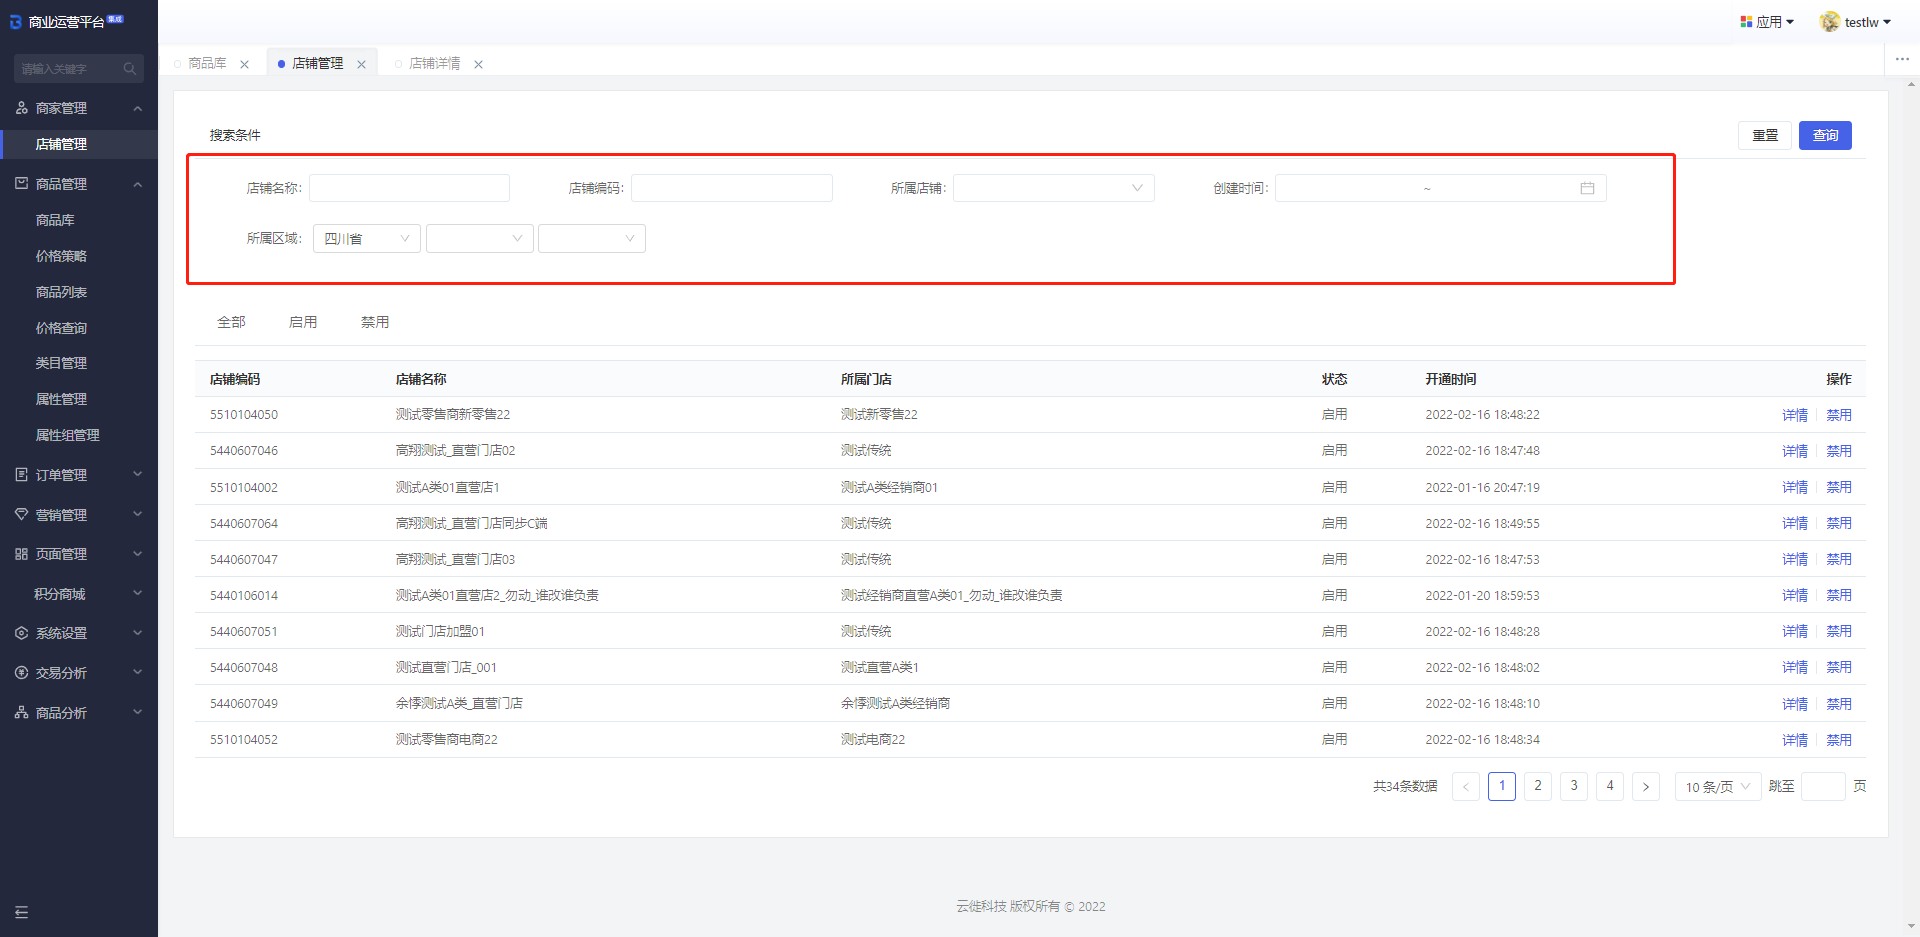 商业运营平台 集成
应用 testlw
请输入关键字
商品库 店铺管理 店铺详情
商家管理
店铺管理
商品管理
商品库
价格策略
商品列表
价格查询
类目管理
属性管理
属性组管理
订单管理
营销管理
页面管理
积分商城
系统设置
交易分析
商品分析
搜索条件 重置 查询
店铺名称: 店铺编码: 所属店铺: 创建时间: ~
所属区域: 四川省
全部 启用 禁用
店铺编码 店铺名称 所属门店 状态 开通时间 操作
5510104050 测试零售商新零售22 测试新零售22 启用 2022-02-16 18:48:22 详情 禁用
5440607046 高翔测试_直营门店02 测试传统 启用 2022-02-16 18:47:48 详情 禁用
5510104002 测试A类01直营店1 测试A类经销商01 启用 2022-01-16 20:47:19 详情 禁用
5440607064 高翔测试_直营门店同步C端 测试传统 启用 2022-02-16 18:49:55 详情 禁用
5440607047 高翔测试_直营门店03 测试传统 启用 2022-02-16 18:47:53 详情 禁用
5440106014 测试A类01直营店2_勿动_谁改谁负责 测试经销商直营A类01_勿动_谁改谁负责 启用 2022-01-20 18:59:53 详情 禁用
5440607051 测试门店加盟01 测试传统 启用 2022-02-16 18:48:28 详情 禁用
5440607048 测试直营门店_001 测试直营A类1 启用 2022-02-16 18:48:02 详情 禁用
5440607049 余悸测试A类_直营门店 余悸测试A类经销商 启用 2022-02-16 18:48:10 详情 禁用
5510104052 测试零售商电商22 测试电商22 启用 2022-02-16 18:48:34 详情 禁用
共34条数据 < 1 2 3 4 > 10 条/页 跳至 页
云徙科技 版权所有 © 2022